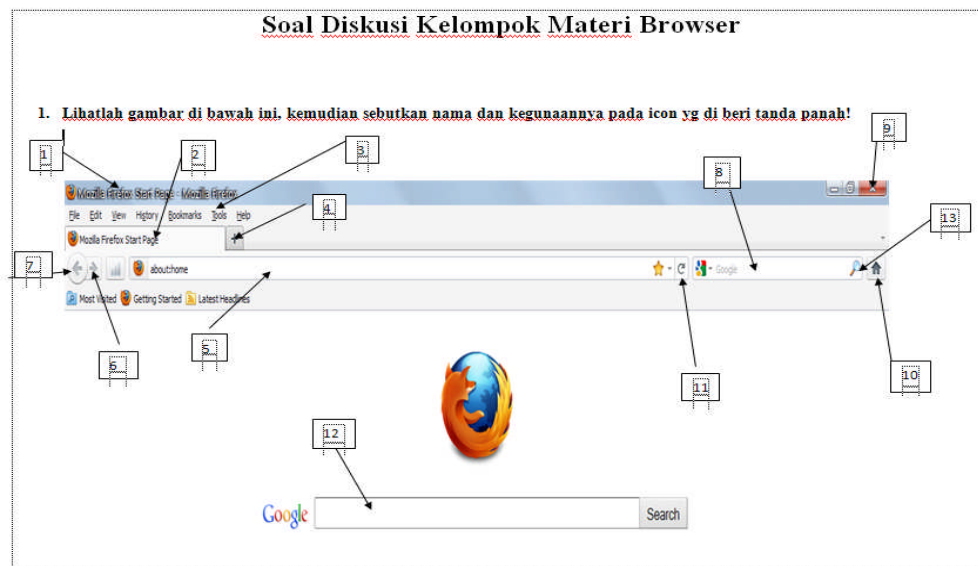 Soal Diskusi Kelompok Materi Browser
1. Lihatlah gambar di bawah ini, kemudian sebutkan nama dan kegunaannya pada icon yg di beri tanda panah!
9
1 2 3
8
Mozilla Firefox Start Page - Mozilla Firefox
4
13
File Edit View History Bookmarks Tools Help
Mozilla Firefox Start Page +
7
about:home Google
Most Visited Getting Started Latest Headlines
5
6
10
11
12
Google Search